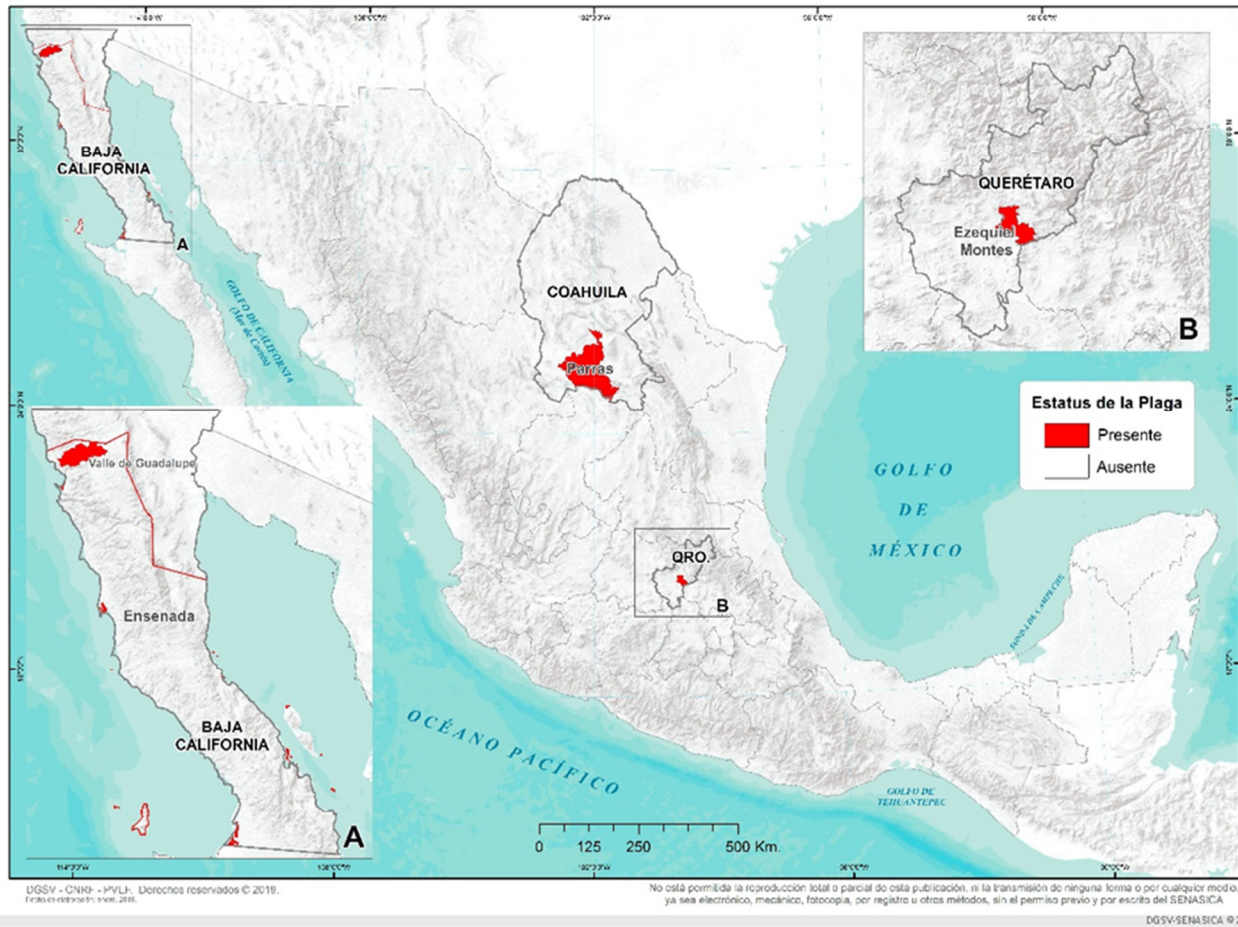 BAJA
CALIFORNIA
A
GOLFO DE CALIFORNIA
(Mar de Cortés)
COAHUILA
Parras
QUERÉTARO
Ezequiel
Montes
B
Estatus de la Plaga
Presente
Ausente
GOLFO
DE
MÉXICO
QRO.
B
SONDA DE CAMPECHE
Valle de Guadalupe
Ensenada
BAJA
CALIFORNIA
A
OCÉANO PACÍFICO
GOLFO DE
TEHUANTEPEC
0 125 250 500 Km.
DGSV - CNRF - PVEF. Derechos reservados © 2019.
No está permitida la reproducción total o parcial de esta publicación, ni la transmisión de ninguna forma o por cualquier medio,
ya sea electrónico, mecánico, fotocopia, por registro u otros métodos, sin el permiso previo y por escrito del SENASICA
DGSV-SENASICA